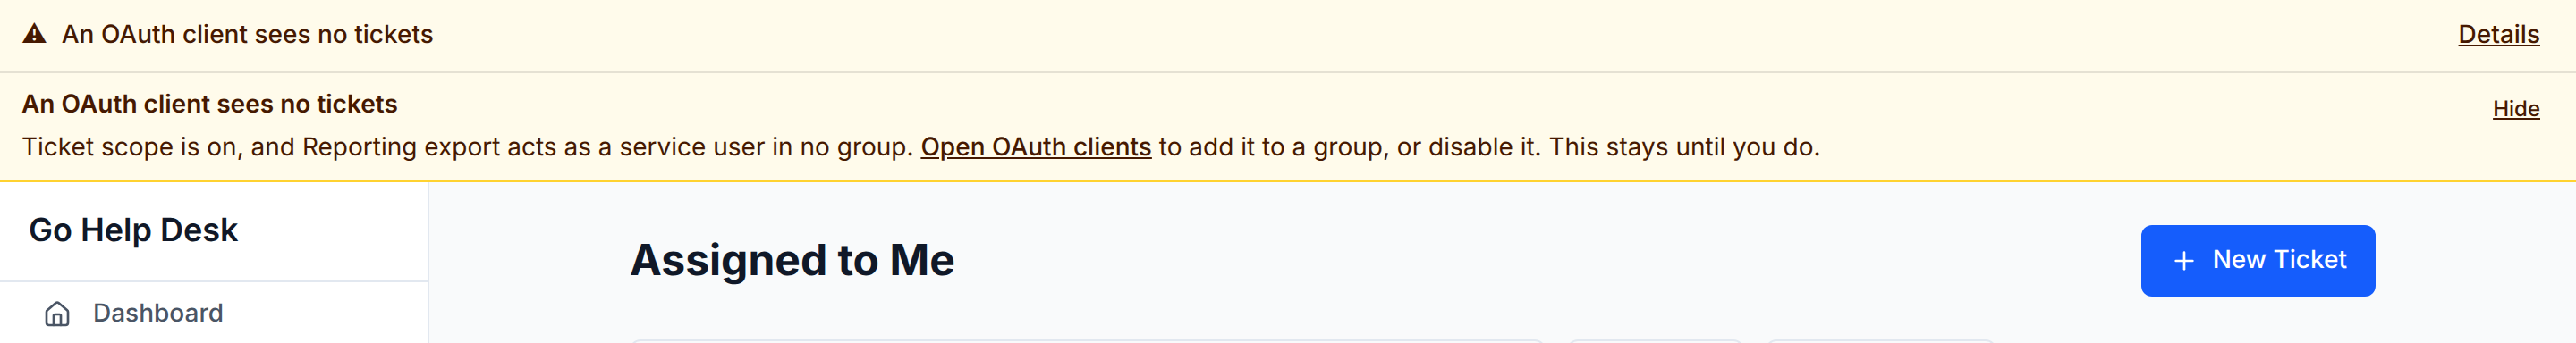 An OAuth client sees no tickets
Details
An OAuth client sees no tickets
Hide
Ticket scope is on, and Reporting export acts as a service user in no group. Open OAuth clients to add it to a group, or disable it. This stays until you do.
Go Help Desk
Assigned to Me
New Ticket
Dashboard